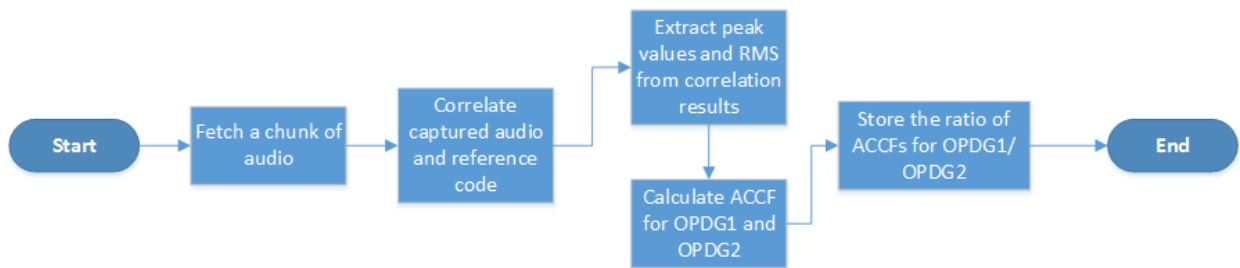 Start
Fetch a chunk of
audio
Correlate
captured audio
and reference
code
Extract peak
values and RMS
from correlation
results
Calculate ACCF
for OPDG1 and
OPDG2
Store the ratio of
ACCFs for OPDG1/
OPDG2
End